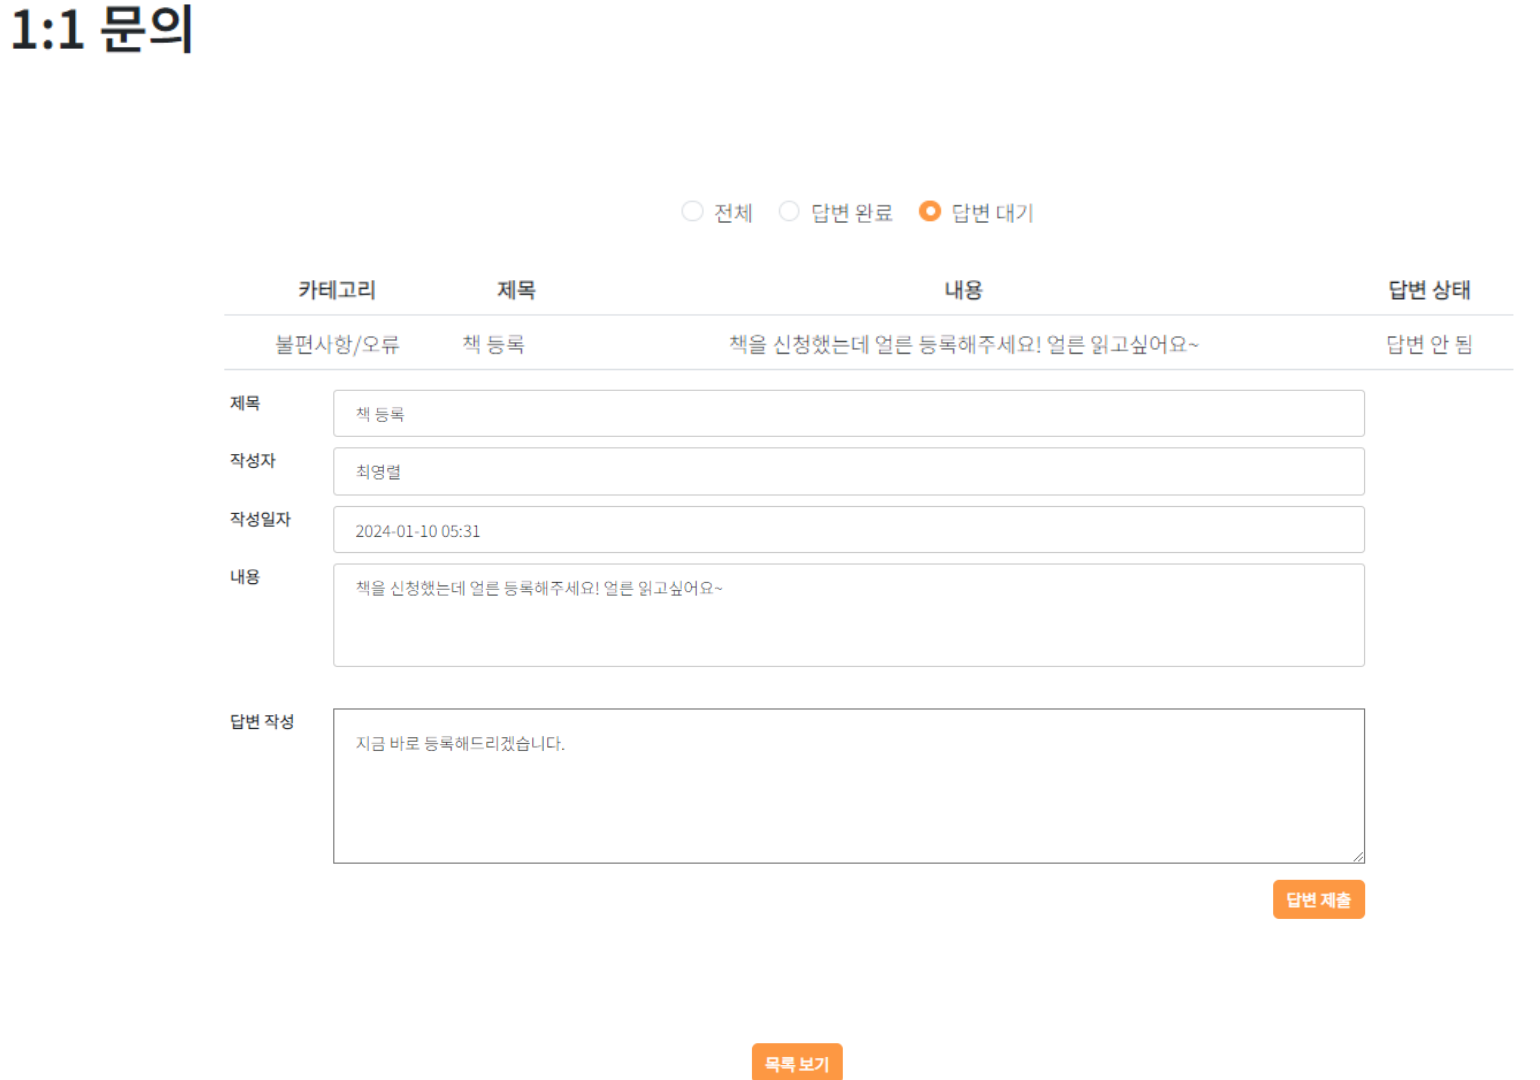 1:1 문의
전체 답변 완료 답변 대기
카테고리 제목 내용 답변 상태
불편사항/오류 책 등록 책을 신청했는데 얼른 등록해주세요! 얼른 읽고싶어요~ 답변 안 됨
제목 책 등록
작성자 최영렬
작성일자 2024-01-10 05:31
내용 책을 신청했는데 얼른 등록해주세요! 얼른 읽고싶어요~
답변 작성 지금 바로 등록해드리겠습니다.
답변 제출
목록 보기